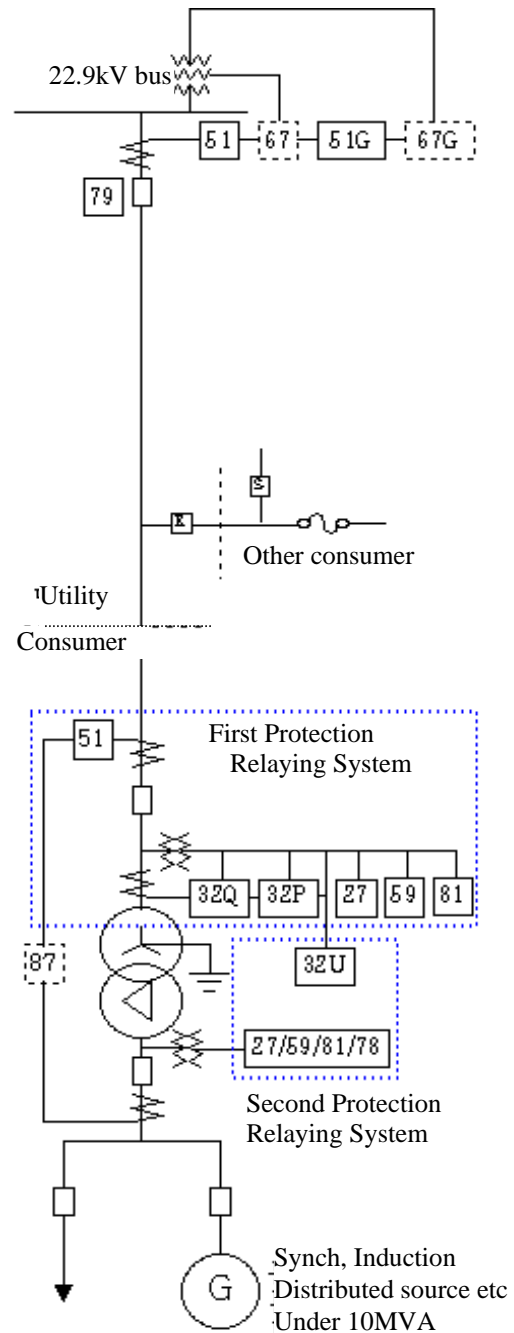 22.9kV bus
51 67 51G 67G
79
S
R
Other consumer
Utility
Consumer
First Protection
Relaying System
51
32Q 32P 27 59 81
87
32U
27/59/81/78
Second Protection
Relaying System
G
Synch, Induction
Distributed source etc
Under 10MVA